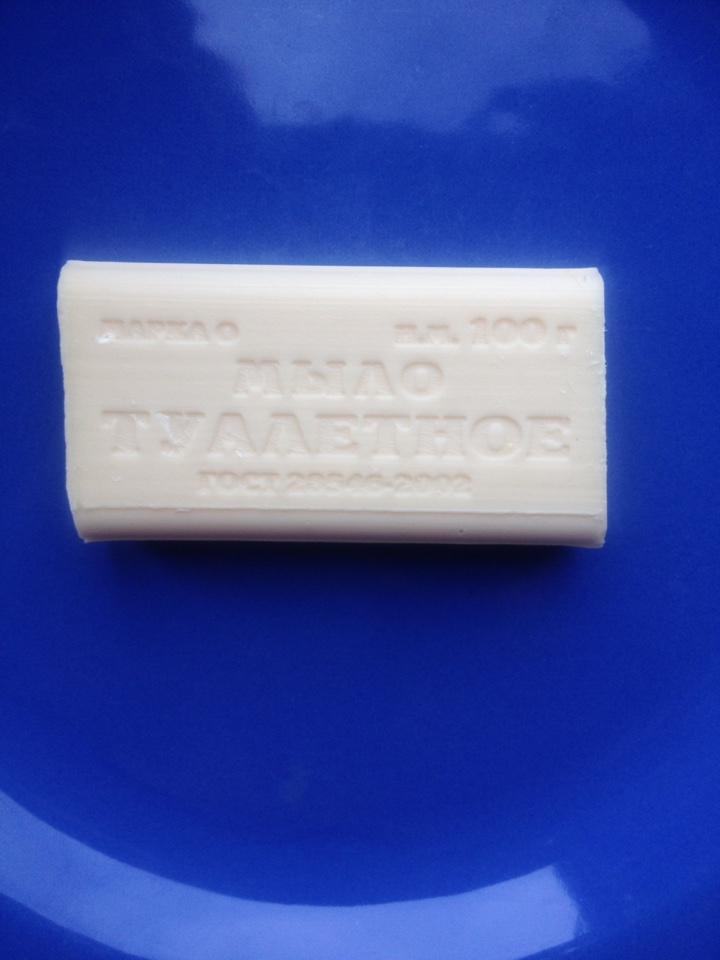 МАРКА О н.м. 100 г
МЫЛО
ТУАЛЕТНОЕ
ГОСТ 28546-2002